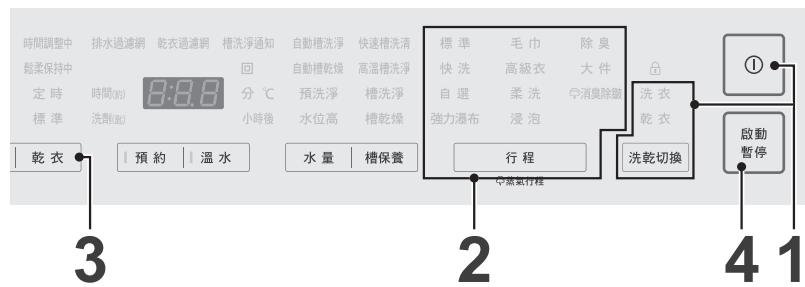 時間調整中 排水過濾網 乾衣過濾網 槽洗淨通知 自動槽洗淨 快速槽洗清 標準 毛巾 除臭
鬆柔保持中 回 自動槽乾燥 高溫槽洗淨 快洗 高級衣 大件
定時 時間(約) 8:88 分 ℃ 預洗淨 槽洗淨 自選 柔洗 消臭除皺 洗衣
標準 洗劑(匙) 小時後 水位高 槽乾燥 強力瀑布 浸泡 乾衣
啟動
暫停
乾衣 預約 溫水 水量 槽保養 行程 洗乾切換
蒸氣行程
3 2 4 1